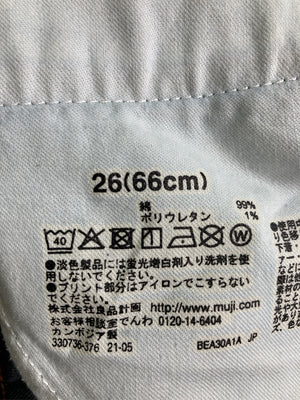 26(66cm)
綿 99%
ポリウレタン 1%
40
●淡色製品には蛍光増白剤入り洗剤を使
用しないでください。
●プリント部分はアイロンでこすらない
でください。
株式会社良品計画 http://www.muji.com
お客様相談室でんわ 0120-14-6404
カンボジア製
330736-376 21-05 BEA30A1A JP